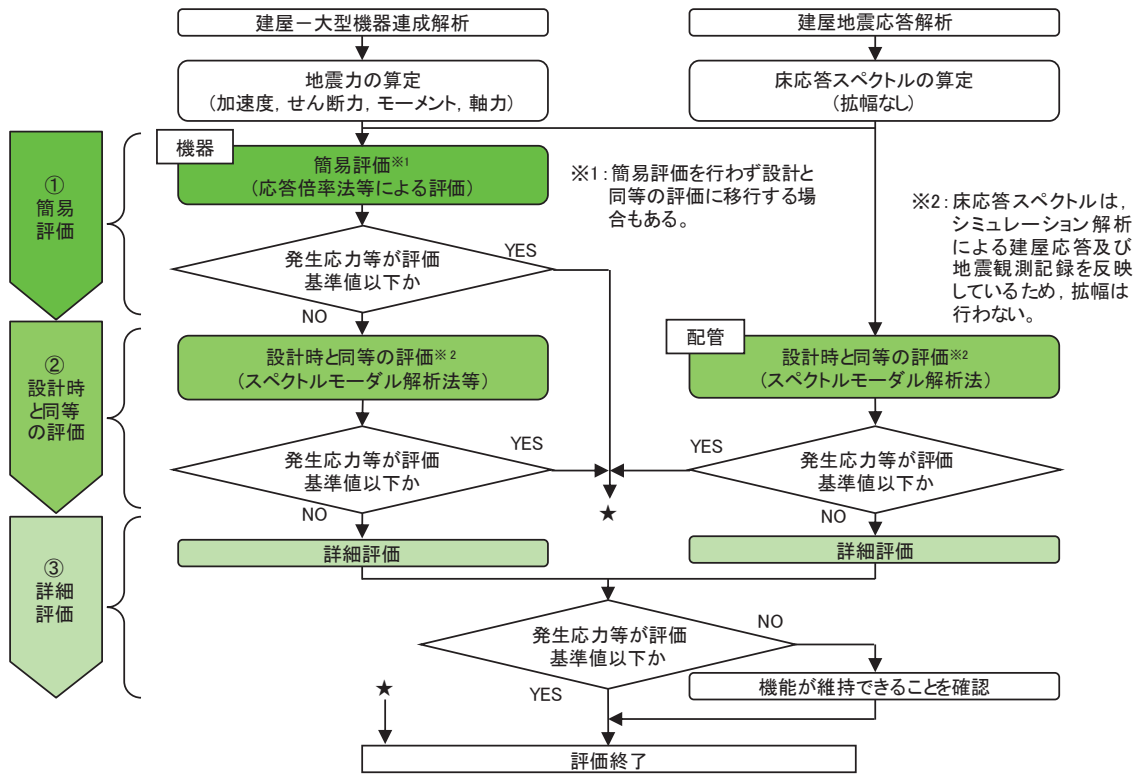 建屋－大型機器連成解析
建屋地震応答解析
地震力の算定
(加速度, せん断力, モーメント, 軸力)
床応答スペクトルの算定
(拡幅なし)
①
簡易
評価
機器
簡易評価※1
(応答倍率法等による評価)
※1:簡易評価を行わず設計と
同等の評価に移行する場
合もある。
※2:床応答スペクトルは,
シミュレーション解析
による建屋応答及び
地震観測記録を反映
しているため, 拡幅は
行わない。
発生応力等が評価
基準値以下か
YES
NO
②
設計時
と同等
の評価
設計時と同等の評価※2
(スペクトルモーダル解析法等)
配管
設計時と同等の評価※2
(スペクトルモーダル解析法)
発生応力等が評価
基準値以下か
YES
NO
★
YES
発生応力等が評価
基準値以下か
NO
③
詳細
評価
詳細評価
詳細評価
発生応力等が評価
基準値以下か
NO
YES
機能が維持できることを確認
★
評価終了